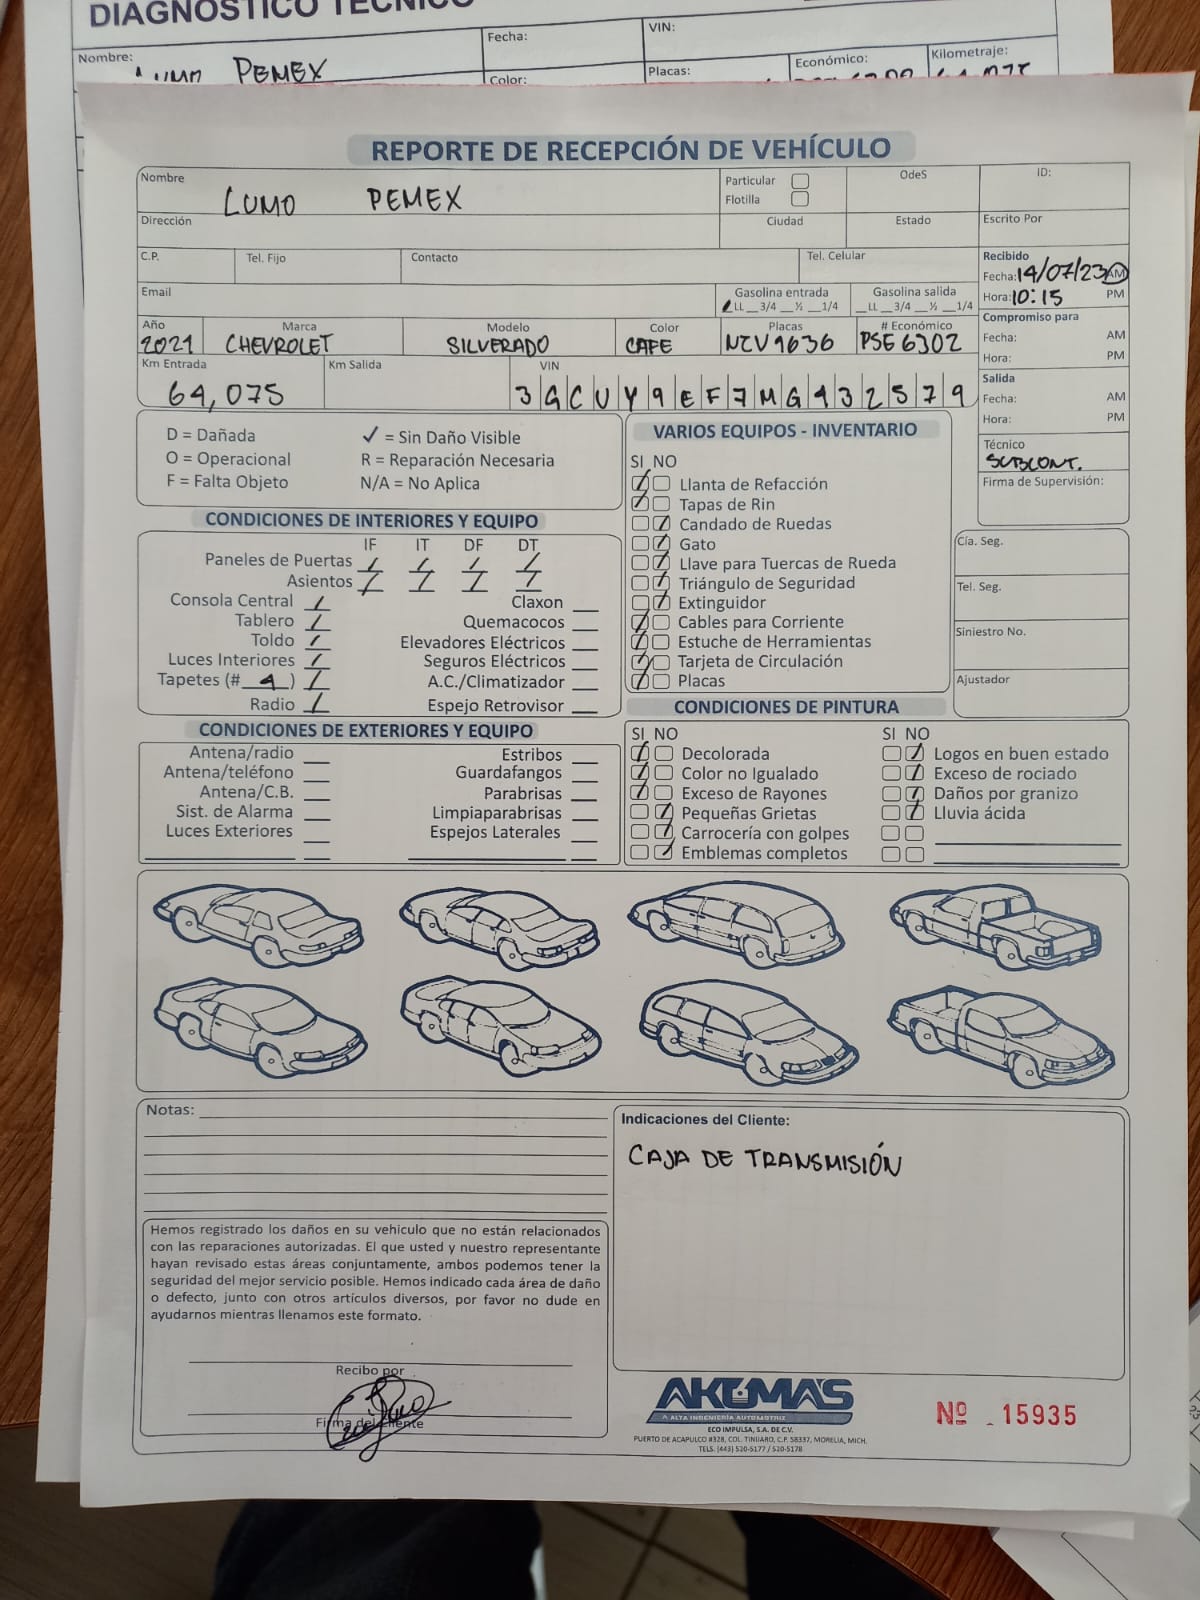 DIAGNÓSTICO TÉCNICO
Nombre: LUMO PEMEX
Fecha:
VIN:
Color:
Placas:
Económico:
Kilometraje: 64,075
REPORTE DE RECEPCIÓN DE VEHÍCULO
Nombre LUMO PEMEX
Particular
Flotilla
OdeS
ID:
Dirección
Ciudad
Estado
Escrito Por
C.P.
Tel. Fijo
Contacto
Tel. Celular
Recibido
Fecha: 14/07/23 AM
Hora: 10:15 PM
Email
Gasolina entrada
LL __3/4 __½ __1/4
Gasolina salida
__LL __3/4 __½ __1/4
Año 2021
Marca CHEVROLET
Modelo SILVERADO
Color CAFE
Placas NZV9636
# Económico PSE6302
Compromiso para
Fecha: AM
Hora: PM
Km Entrada 64,075
Km Salida
VIN 3GCUY9EF7MG432579
Salida
Fecha: AM
Hora: PM
Técnico
SUBCONT.
Firma de Supervisión:
D = Dañada
O = Operacional
F = Falta Objeto
✓ = Sin Daño Visible
R = Reparación Necesaria
N/A = No Aplica
CONDICIONES DE INTERIORES Y EQUIPO
IF IT DF DT
Paneles de Puertas
Asientos
Consola Central
Tablero
Toldo
Luces Interiores
Tapetes (# 4 )
Radio
Claxon
Quemacocos
Elevadores Eléctricos
Seguros Eléctricos
A.C./Climatizador
Espejo Retrovisor
VARIOS EQUIPOS - INVENTARIO
SI NO
Llanta de Refacción
Tapas de Rin
Candado de Ruedas
Gato
Llave para Tuercas de Rueda
Triángulo de Seguridad
Extinguidor
Cables para Corriente
Estuche de Herramientas
Tarjeta de Circulación
Placas
Cía. Seg.
Tel. Seg.
Siniestro No.
Ajustador
CONDICIONES DE EXTERIORES Y EQUIPO
Antena/radio
Antena/teléfono
Antena/C.B.
Sist. de Alarma
Luces Exteriores
Estribos
Guardafangos
Parabrisas
Limpiaparabrisas
Espejos Laterales
CONDICIONES DE PINTURA
SI NO
Decolorada
Color no Igualado
Exceso de Rayones
Pequeñas Grietas
Carrocería con golpes
Emblemas completos
SI NO
Logos en buen estado
Exceso de rociado
Daños por granizo
Lluvia ácida
Notas:
Indicaciones del Cliente:
CAJA DE TRANSMISIÓN
Hemos registrado los daños en su vehiculo que no están relacionados
con las reparaciones autorizadas. El que usted y nuestro representante
hayan revisado estas áreas conjuntamente, ambos podemos tener la
seguridad del mejor servicio posible. Hemos indicado cada área de daño
o defecto, junto con otros artículos diversos, por favor no dude en
ayudarnos mientras llenamos este formato.
Recibo por
Firma del Cliente
AKUMAS
A ALTA INGENIERÍA AUTOMOTRIZ
ECO IMPULSA, S.A. DE C.V.
PUERTO DE ACAPULCO #328, COL. TINIJARO, C.P. 58337, MORELIA, MICH.
TELS. (443) 520-5177 / 520-5178
Nº 15935